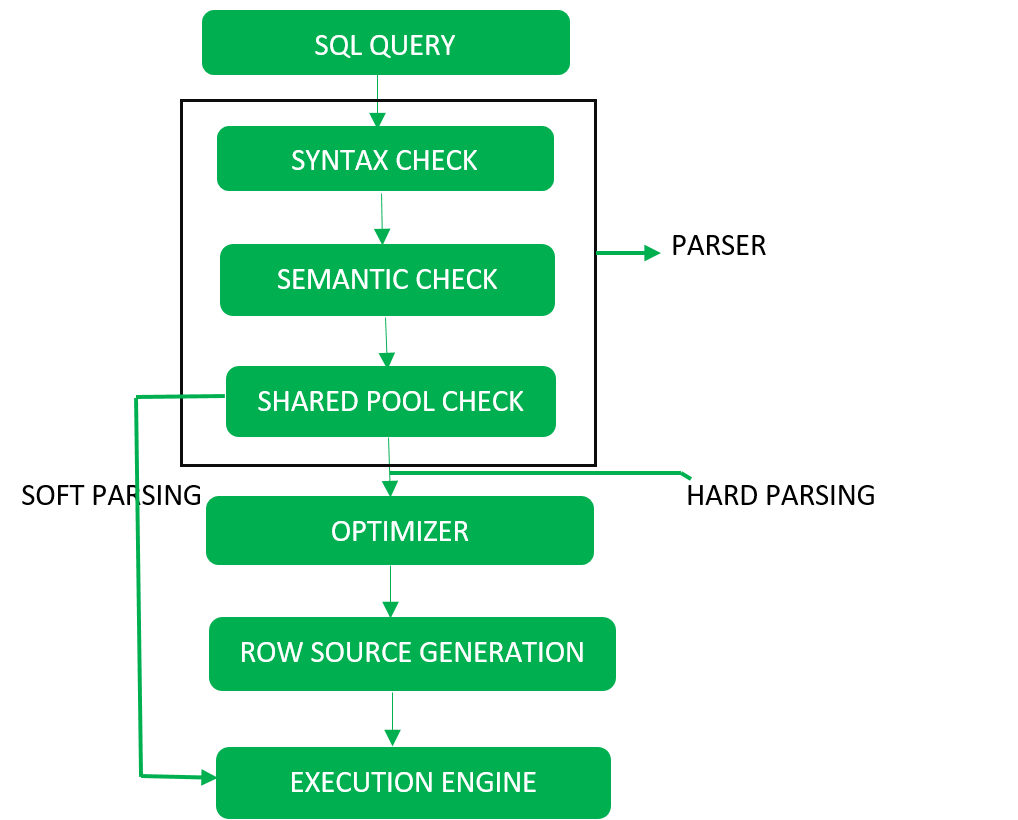 SQL QUERY
SYNTAX CHECK
PARSER
SEMANTIC CHECK
SHARED POOL CHECK
SOFT PARSING
HARD PARSING
OPTIMIZER
ROW SOURCE GENERATION
EXECUTION ENGINE